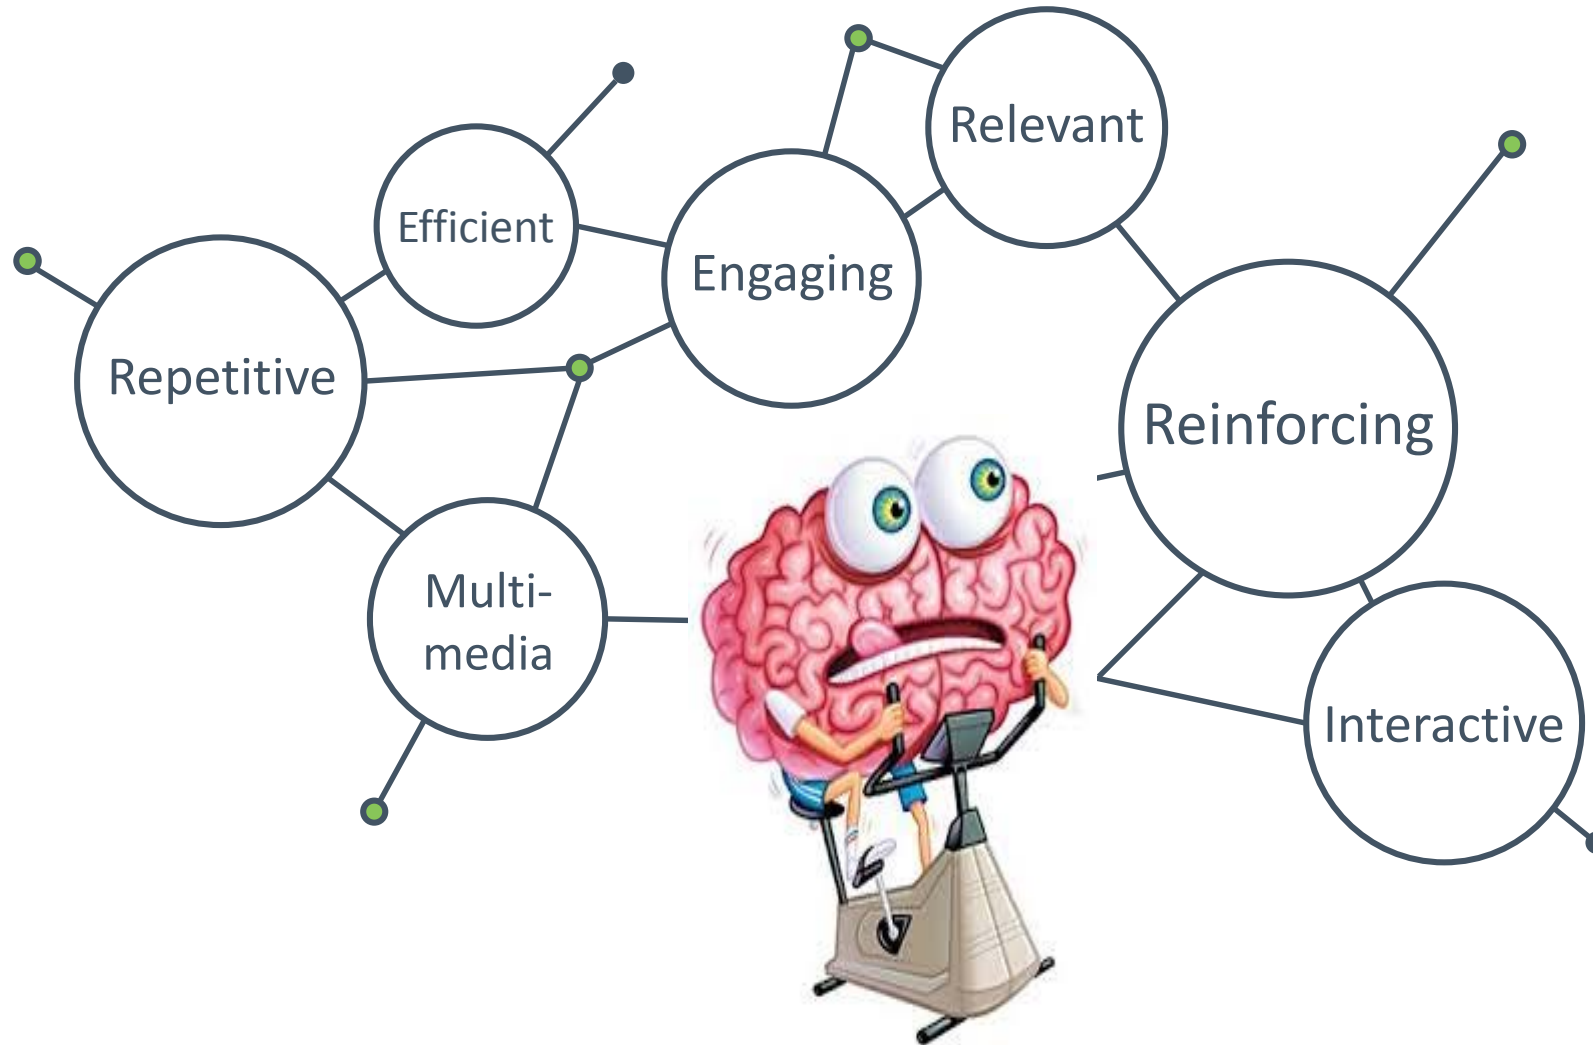 Relevant
Efficient
Engaging
Repetitive
Reinforcing
Multi-
media
Interactive